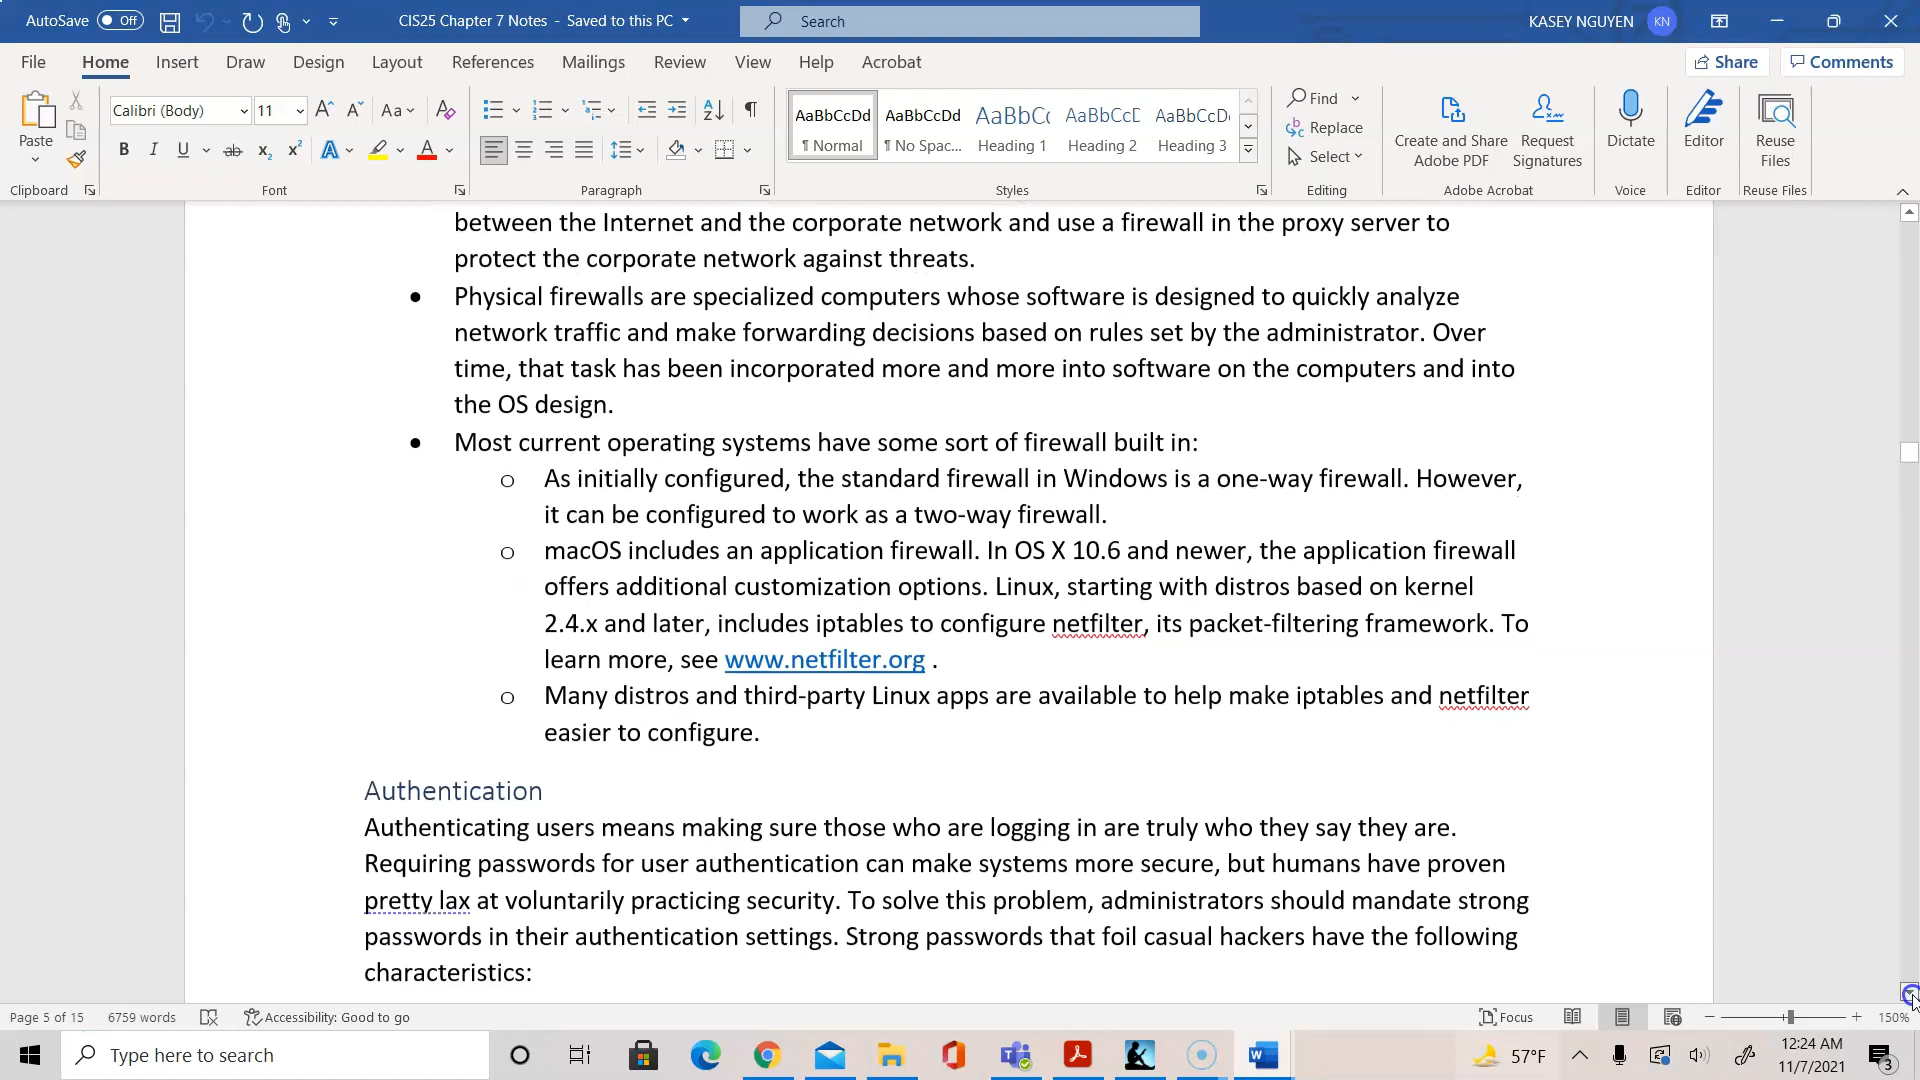 AutoSave Off CIS25 Chapter 7 Notes - Saved to this PC Search KASEY NGUYEN KN
File Home Insert Draw Design Layout References Mailings Review View Help Acrobat Share Comments
Paste Calibri (Body) 11 Aa AaBbCcDd AaBbCcDd AaBbCc AaBbCcD AaBbCcD Find Replace Select
B I U ab x2 x2 A A ¶ Normal ¶ No Spac... Heading 1 Heading 2 Heading 3 Create and Share Adobe PDF Request Signatures Dictate Editor Reuse Files
Clipboard Font Paragraph Styles Editing Adobe Acrobat Voice Editor Reuse Files
between the Internet and the corporate network and use a firewall in the proxy server to
protect the corporate network against threats.
• Physical firewalls are specialized computers whose software is designed to quickly analyze
network traffic and make forwarding decisions based on rules set by the administrator. Over
time, that task has been incorporated more and more into software on the computers and into
the OS design.
• Most current operating systems have some sort of firewall built in:
o As initially configured, the standard firewall in Windows is a one-way firewall. However,
it can be configured to work as a two-way firewall.
o macOS includes an application firewall. In OS X 10.6 and newer, the application firewall
offers additional customization options. Linux, starting with distros based on kernel
2.4.x and later, includes iptables to configure netfilter, its packet-filtering framework. To
learn more, see www.netfilter.org .
o Many distros and third-party Linux apps are available to help make iptables and netfilter
easier to configure.
Authentication
Authenticating users means making sure those who are logging in are truly who they say they are.
Requiring passwords for user authentication can make systems more secure, but humans have proven
pretty lax at voluntarily practicing security. To solve this problem, administrators should mandate strong
passwords in their authentication settings. Strong passwords that foil casual hackers have the following
characteristics:
Page 5 of 15 6759 words Accessibility: Good to go Focus 150%
Type here to search 57°F 12:24 AM
11/7/2021 3